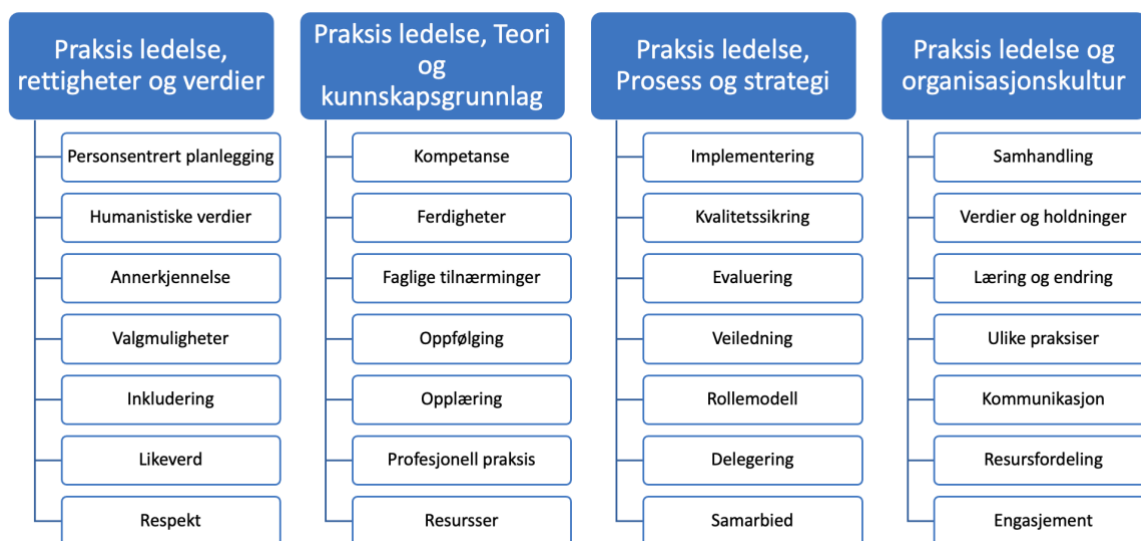 Praksis ledelse,
rettigheter og verdier
Personsentrert planlegging
Humanistiske verdier
Annerkjennelse
Valgmuligheter
Inkludering
Likeverd
Respekt
Praksis ledelse, Teori
og
kunnskapsgrunnlag
Kompetanse
Ferdigheter
Faglige tilnærminger
Oppfølging
Opplæring
Profesjonell praksis
Resursser
Praksis ledelse,
Prosess og strategi
Implementering
Kvalitetssikring
Evaluering
Veiledning
Rollemodell
Delegering
Samarbied
Praksis ledelse og
organisasjonskultur
Samhandling
Verdier og holdninger
Læring og endring
Ulike praksiser
Kommunikasjon
Resursfordeling
Engasjement